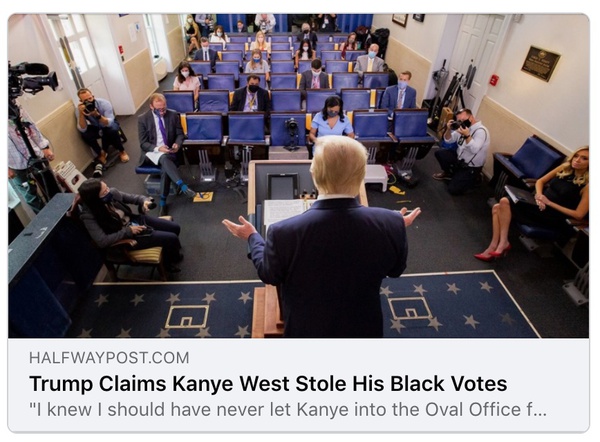 HALFWAYPOST.COM
Trump Claims Kanye West Stole His Black Votes
"I knew I should have never let Kanye into the Oval Office f...